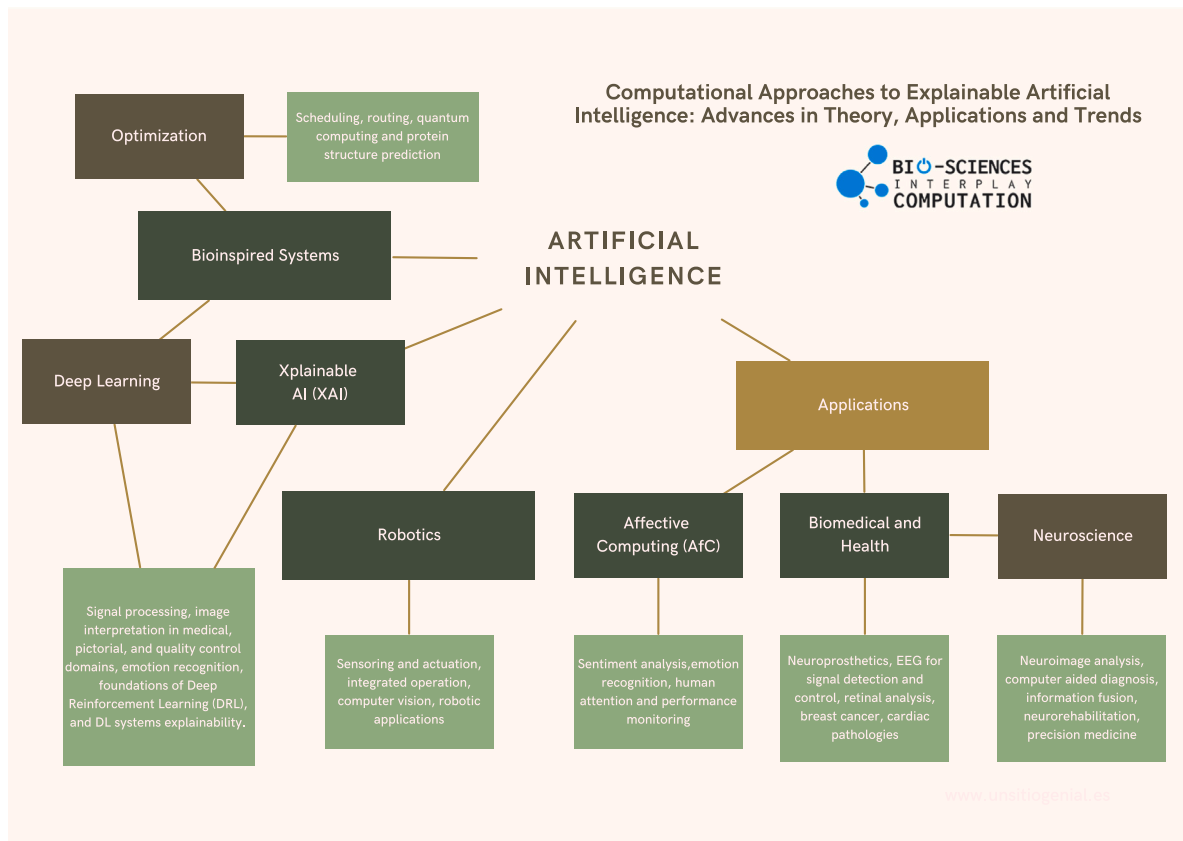 Computational Approaches to Explainable Artificial
Intelligence: Advances in Theory, Applications and Trends
BIO-SCIENCES
INTERPLAY
COMPUTATION
ARTIFICIAL
INTELLIGENCE
Optimization
Scheduling, routing, quantum
computing and protein
structure prediction
Bioinspired Systems
Deep Learning
Xplainable
AI (XAI)
Signal processing, image
interpretation in medical,
pictorial, and quality control
domains, emotion recognition,
foundations of Deep
Reinforcement Learning (DRL),
and DL systems explainability.
Robotics
Sensoring and actuation,
integrated operation,
computer vision, robotic
applications
Applications
Affective
Computing (AfC)
Sentiment analysis,emotion
recognition, human
attention and performance
monitoring
Biomedical and
Health
Neuroprosthetics, EEG for
signal detection and
control, retinal analysis,
breast cancer, cardiac
pathologies
Neuroscience
Neuroimage analysis,
computer aided diagnosis,
information fusion,
neurorehabilitation,
precision medicine
www.unsitiogenial.es